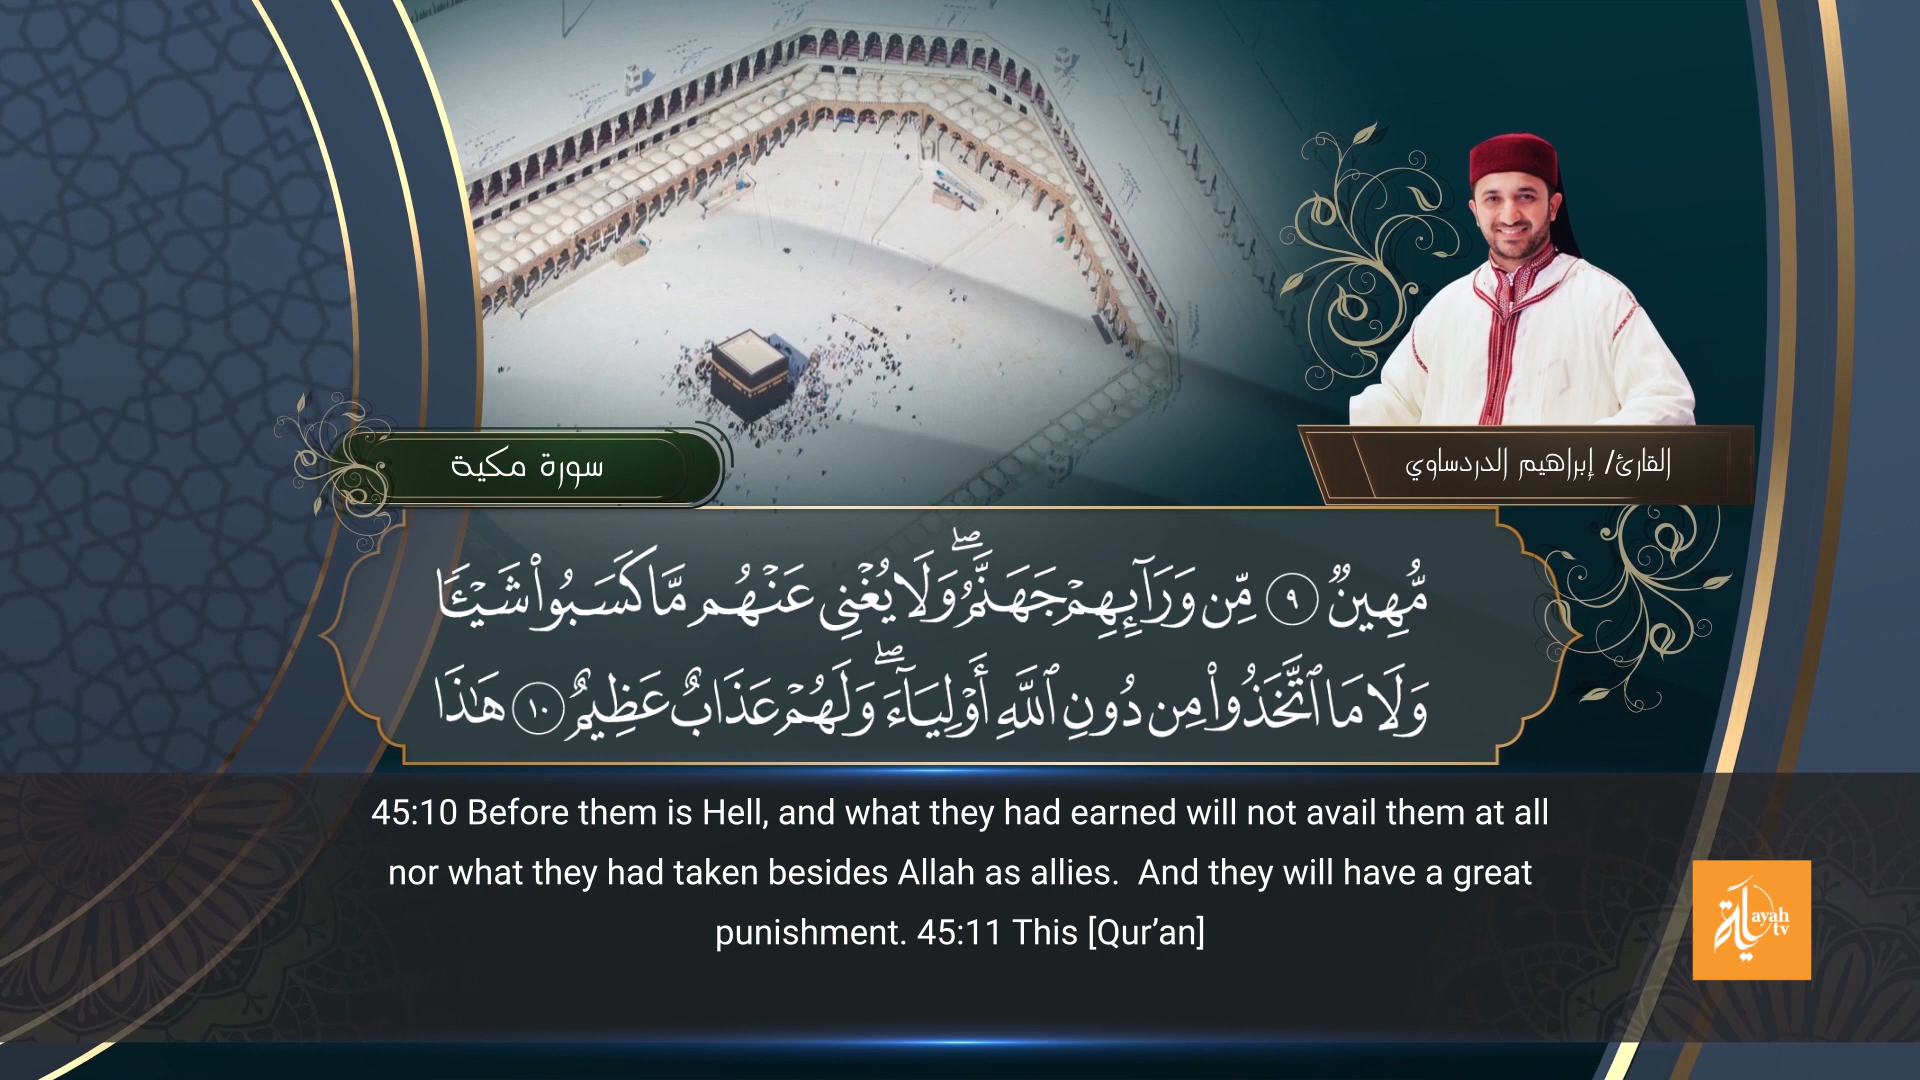 سورة مكية
القارئ/ إبراهيم الدردساوي
مُّهِينٌ ٩ مِّن وَرَآئِهِمْ جَهَنَّمُ ۖ وَلَا يُغْنِى عَنْهُم مَّا كَسَبُوا۟ شَيْـًٔا
وَلَا مَا ٱتَّخَذُوا۟ مِن دُونِ ٱللَّهِ أَوْلِيَآءَ ۖ وَلَهُمْ عَذَابٌ عَظِيمٌ ١٠ هَٰذَا
45:10 Before them is Hell, and what they had earned will not avail them at all
nor what they had taken besides Allah as allies.  And they will have a great
punishment. 45:11 This [Qur’an]
آية
ayah
tv